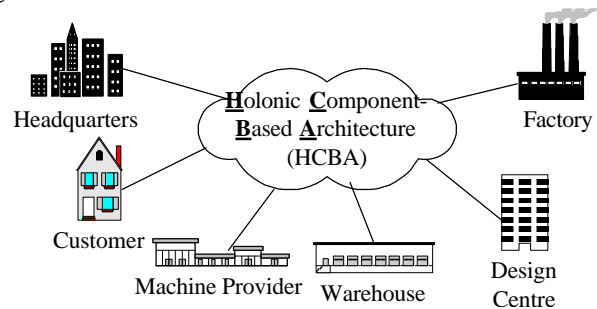 Headquarters
Holonic Component-
Based Architecture
(HCBA)
Factory
Customer
Machine Provider
Warehouse
Design
Centre